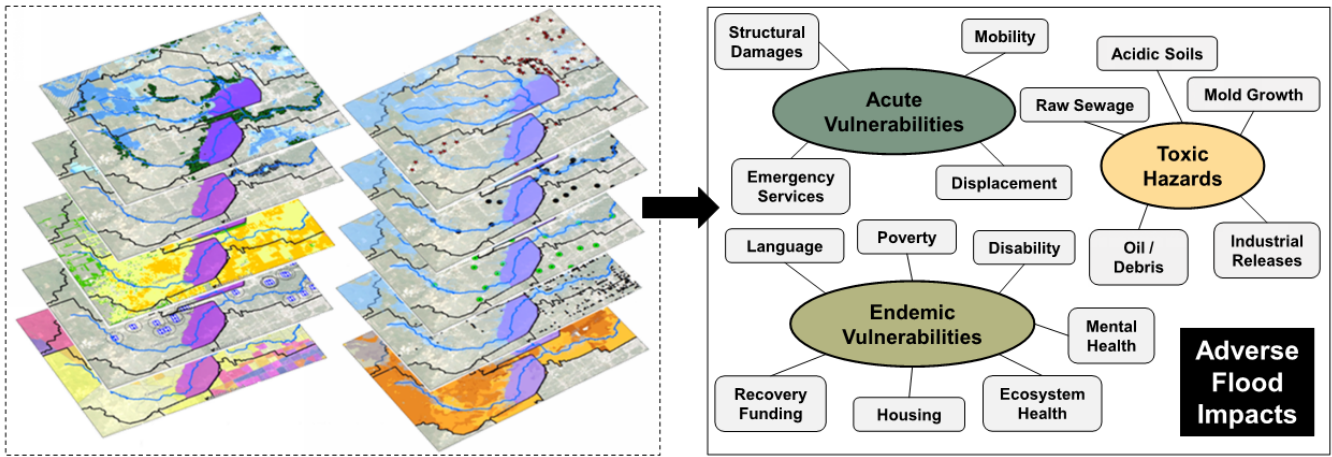 Structural
Damages
Mobility
Acute
Vulnerabilities
Emergency
Services
Displacement
Acidic Soils
Raw Sewage
Mold Growth
Toxic
Hazards
Oil /
Debris
Industrial
Releases
Language
Poverty
Disability
Endemic
Vulnerabilities
Mental
Health
Recovery
Funding
Housing
Ecosystem
Health
Adverse
Flood
Impacts